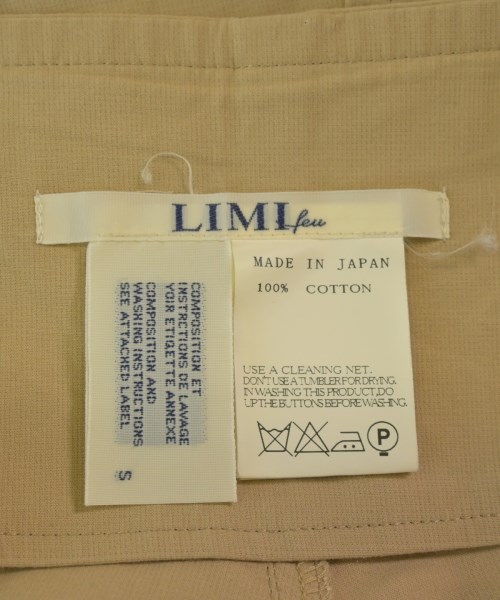 LIMI feu
MADE IN JAPAN
100% COTTON
USE A CLEANING NET.
DON'T USE A TUMBLER FOR DRYING.
IN WASHING THIS PRODUCT,DO
UP THE BUTTONS BEFORE WASHING.
P
COMPOSITION ET
INSTRCTIONS DE LAVAGE
VOIR ETIGETTE ANNEXE
COMPOSITION AND
WASHING INSTRUCTIONS
SEE ATTACHED LABEL
S